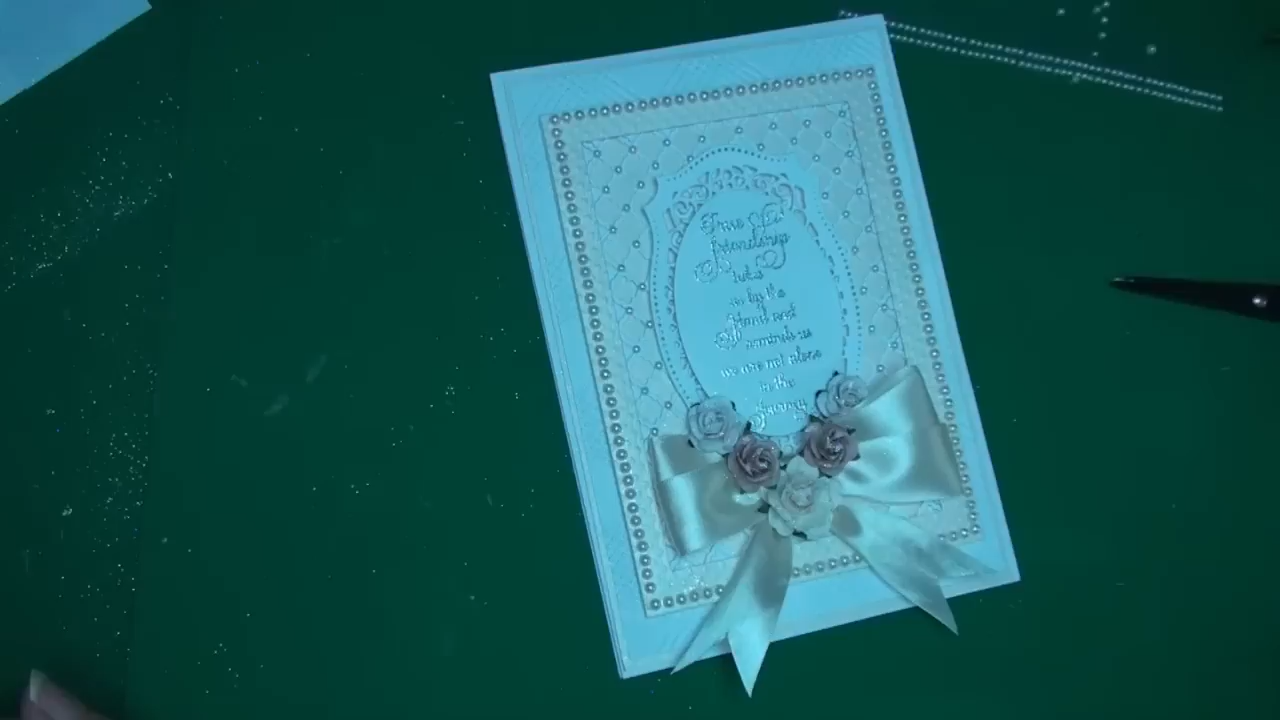 True
friendship
takes
us by the
Hand and
reminds us
we are not alone
in the
Journey